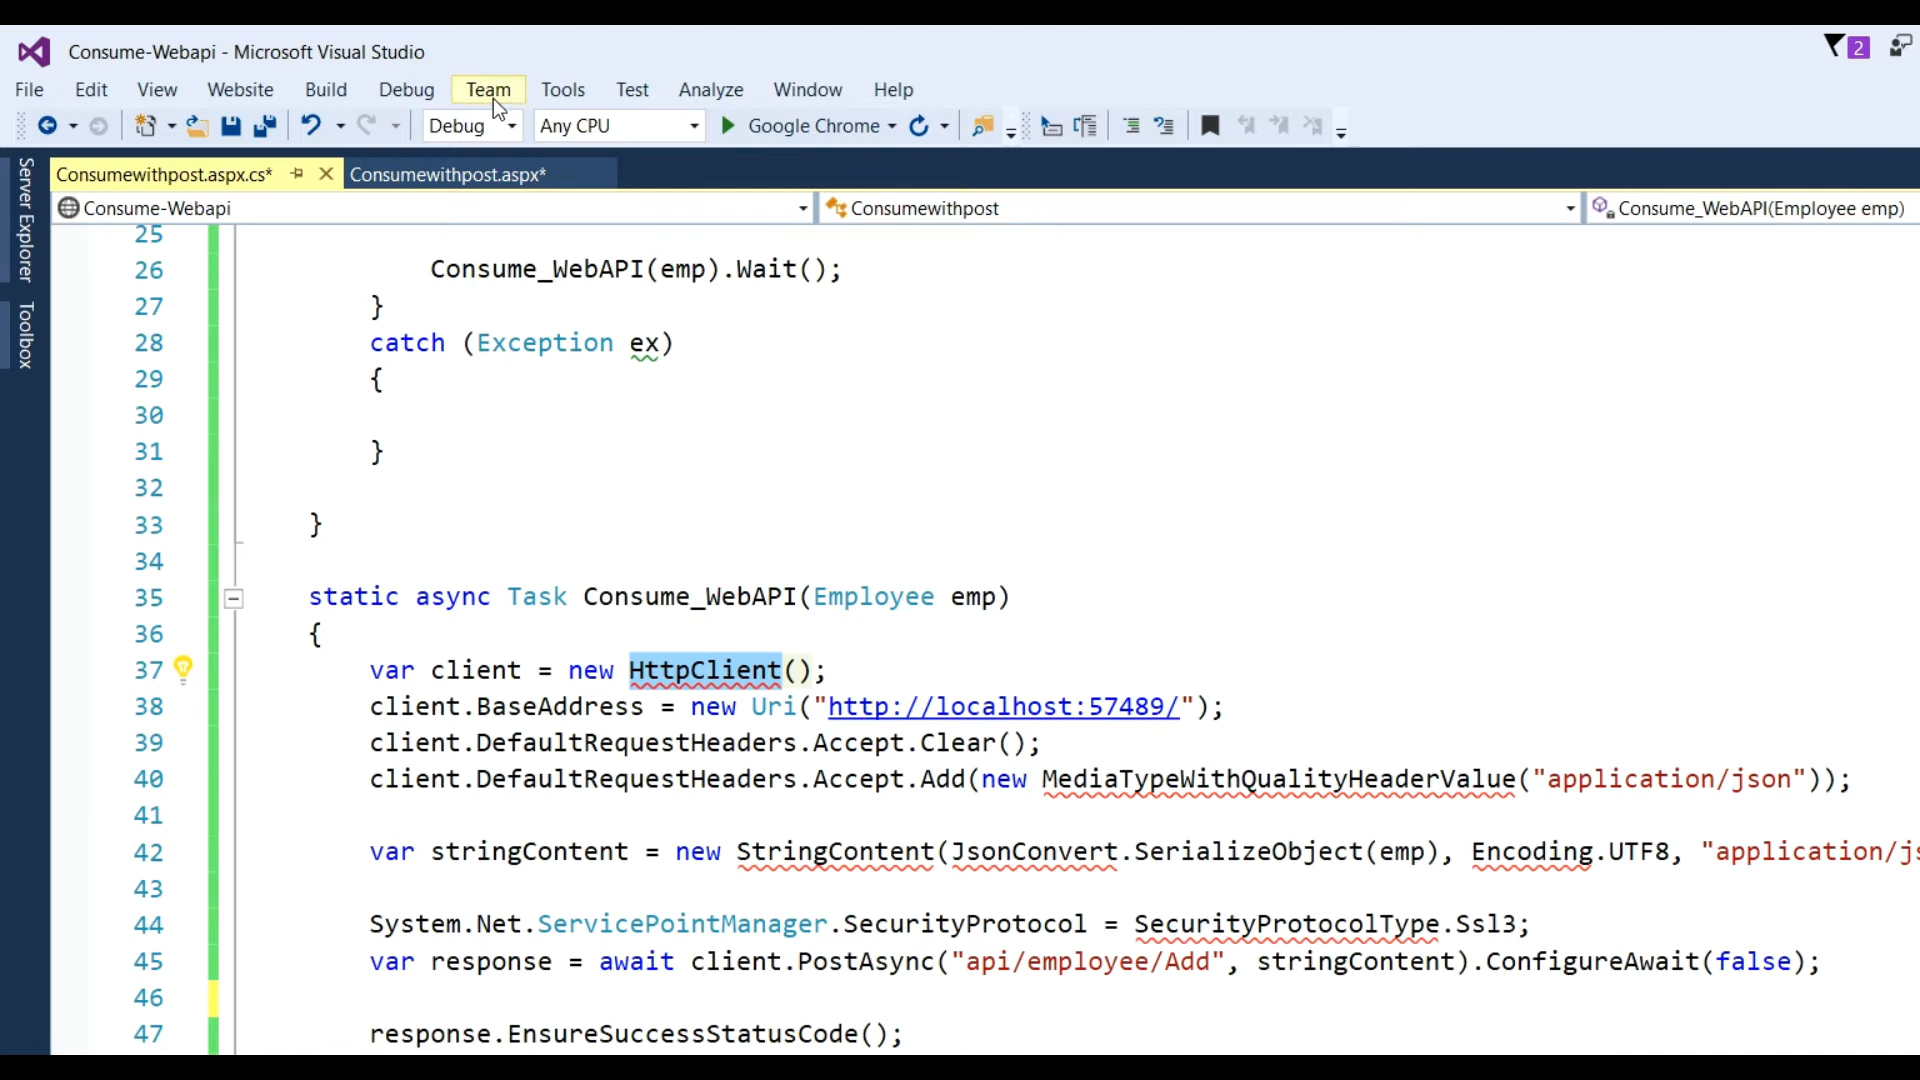 Consume-Webapi - Microsoft Visual Studio
2
File Edit View Website Build Debug Team Tools Test Analyze Window Help
Debug Any CPU Google Chrome
Server Explorer
Toolbox
Consumewithpost.aspx.cs* Consumewithpost.aspx*
Consume-Webapi Consumewithpost Consume_WebAPI(Employee emp)
25
26 Consume_WebAPI(emp).Wait();
27 }
28 catch (Exception ex)
29 {
30
31 }
32
33 }
34
35 static async Task Consume_WebAPI(Employee emp)
36 {
37 var client = new HttpClient();
38 client.BaseAddress = new Uri("http://localhost:57489/");
39 client.DefaultRequestHeaders.Accept.Clear();
40 client.DefaultRequestHeaders.Accept.Add(new MediaTypeWithQualityHeaderValue("application/json"));
41
42 var stringContent = new StringContent(JsonConvert.SerializeObject(emp), Encoding.UTF8, "application/js
43
44 System.Net.ServicePointManager.SecurityProtocol = SecurityProtocolType.Ssl3;
45 var response = await client.PostAsync("api/employee/Add", stringContent).ConfigureAwait(false);
46
47 response.EnsureSuccessStatusCode();